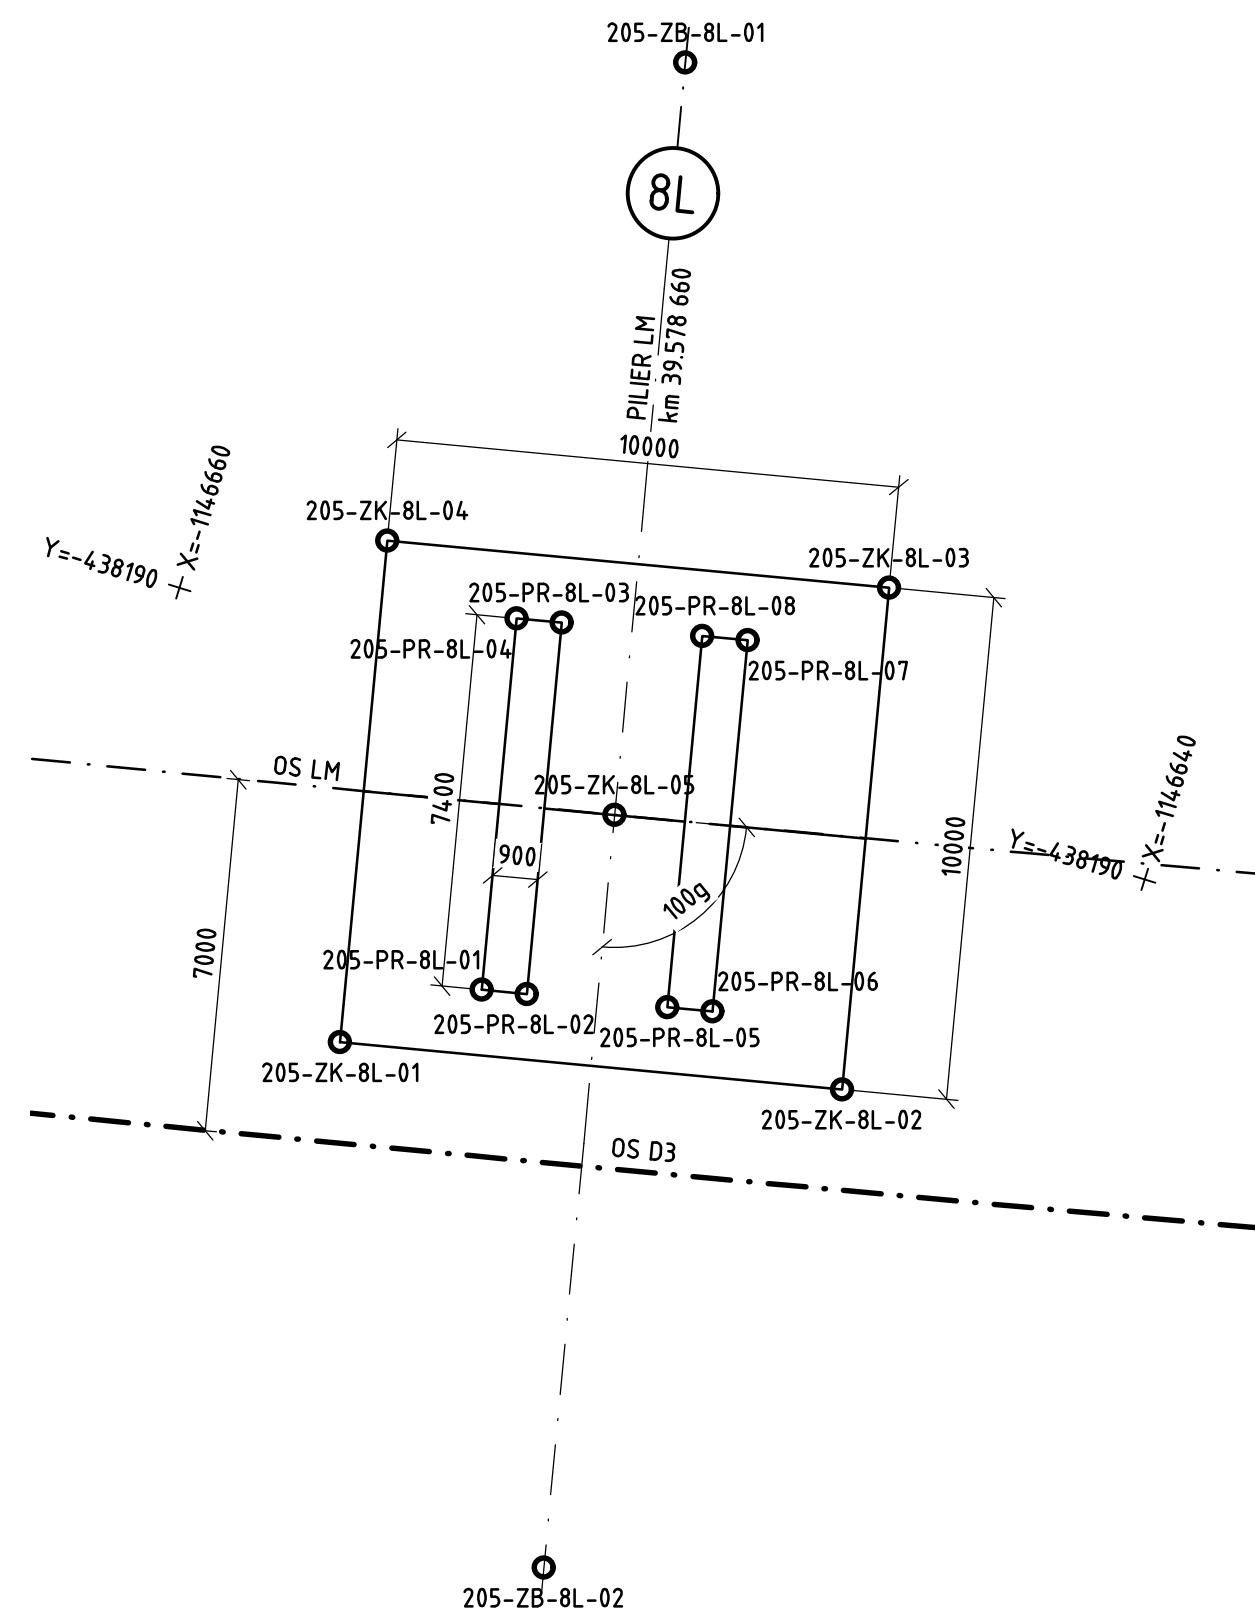 205-ZB-8L-01
8L
PILIER LM
km 39.578 660
10000
X=-1146660
Y=-438190
205-ZK-8L-04
205-ZK-8L-03
205-PR-8L-03
205-PR-8L-08
205-PR-8L-04
205-PR-8L-07
OS LM
7400
205-ZK-8L-05
X=-1146640
Y=-438190
10000
900
100g
7000
205-PR-8L-01
205-PR-8L-06
205-PR-8L-02
205-PR-8L-05
205-ZK-8L-01
205-ZK-8L-02
OS D3
205-ZB-8L-02